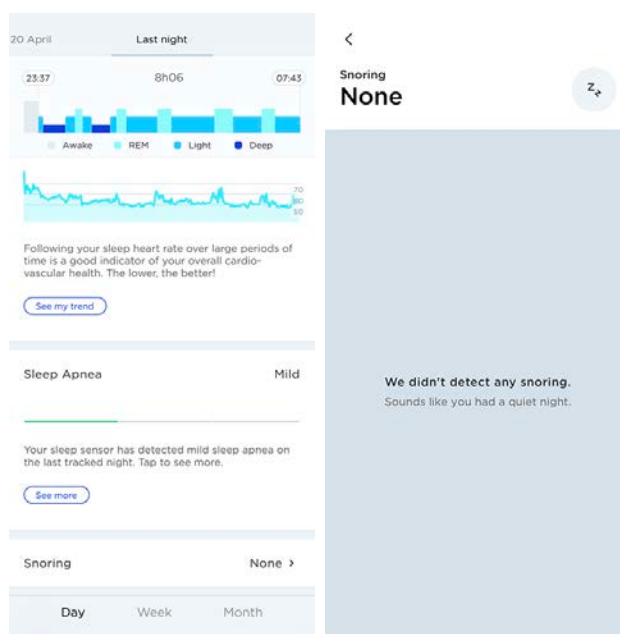 20 April
Last night
23:37
8h06
07:43
Awake
REM
Light
Deep
70
60
50
Following your sleep heart rate over large periods of
time is a good indicator of your overall cardio-
vascular health. The lower, the better!
See my trend
Sleep Apnea
Mild
Your sleep sensor has detected mild sleep apnea on
the last tracked night. Tap to see more.
See more
Snoring
None >
Day
Week
Month
<
Snoring
None
We didn't detect any snoring.
Sounds like you had a quiet night.